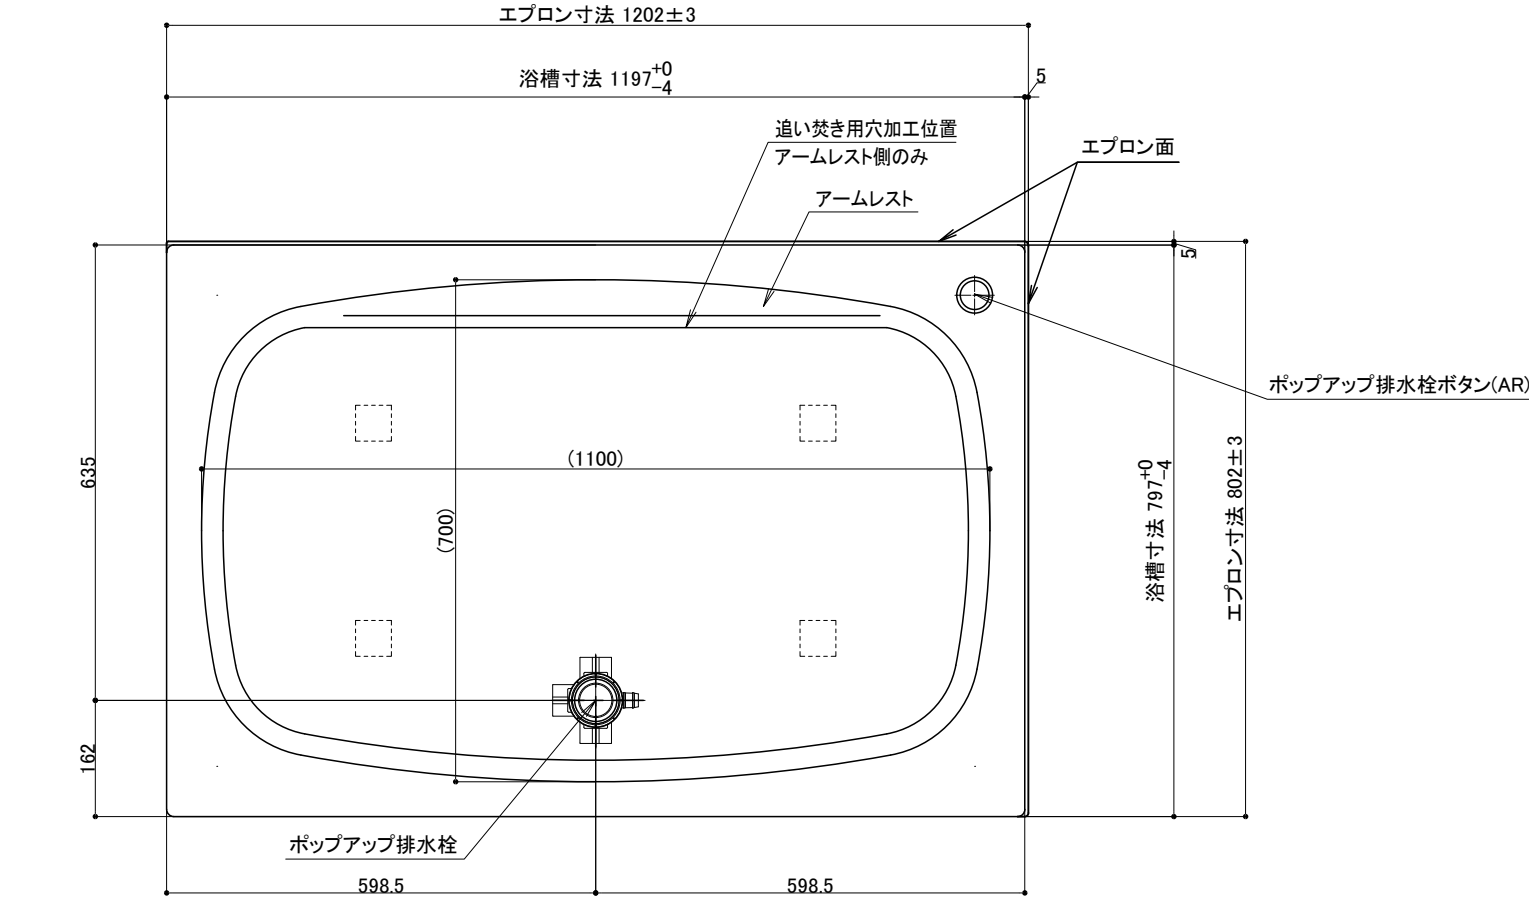 エプロン寸法 1202±3
浴槽寸法 1197 +0 -4
5
追い焚き用穴加工位置
アームレスト側のみ
エプロン面
アームレスト
5
ポップアップ排水栓ボタン(AR)
(1100)
635
(700)
浴槽寸法 797 +0 -4
エプロン寸法 802±3
162
ポップアップ排水栓
598.5
598.5